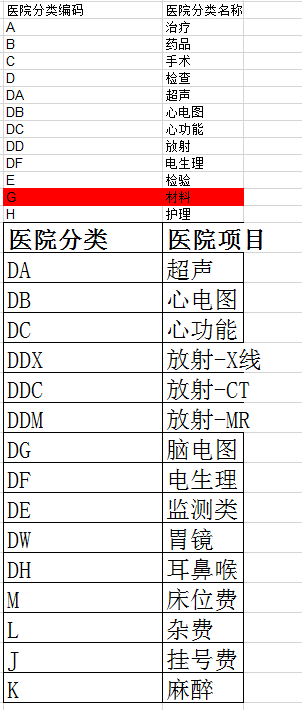 医院分类编码 医院分类名称
A 治疗
B 药品
C 手术
D 检查
DA 超声
DB 心电图
DC 心功能
DD 放射
DF 电生理
E 检验
G 材料
H 护理
医院分类 医院项目
DA 超声
DB 心电图
DC 心功能
DDX 放射-X线
DDC 放射-CT
DDM 放射-MR
DG 脑电图
DF 电生理
DE 监测类
DW 胃镜
DH 耳鼻喉
M 床位费
L 杂费
J 挂号费
K 麻醉